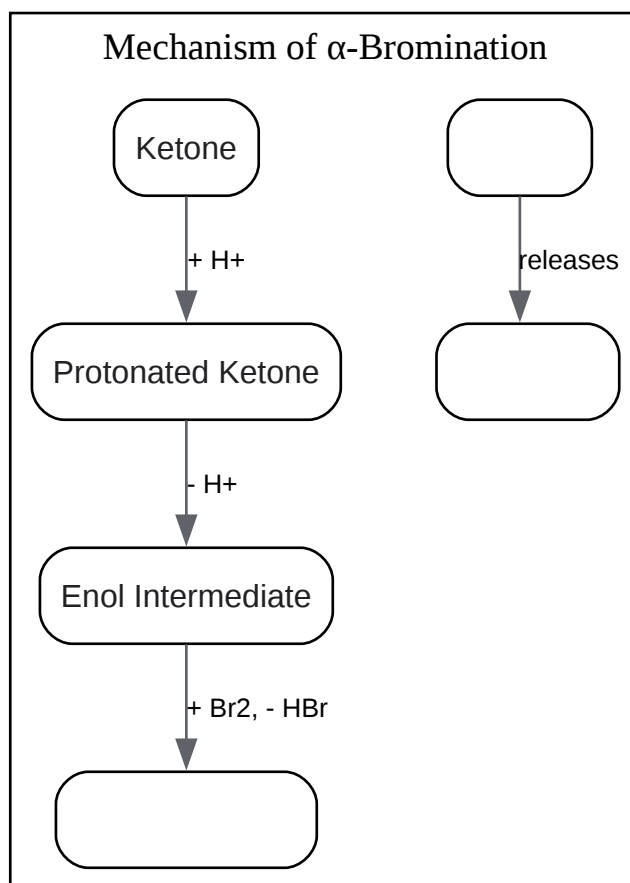 Mechanism of α-Bromination
Ketone
+ H+
releases
Protonated Ketone
- H+
Enol Intermediate
+ Br2, - HBr